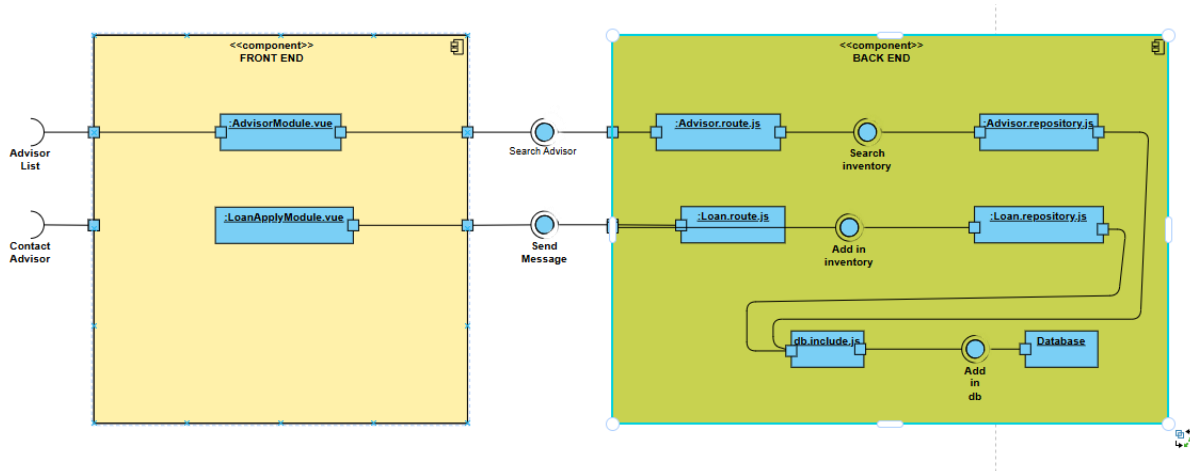 <<component>>
FRONT END
<<component>>
BACK END
Advisor
List
:AdvisorModule.vue
Search Advisor
:Advisor.route.js
Search
inventory
:Advisor.repository.js
Contact
Advisor
:LoanApplyModule.vue
Send
Message
:Loan.route.js
Add in
inventory
:Loan.repository.js
db.include.js
Add
in
db
Database